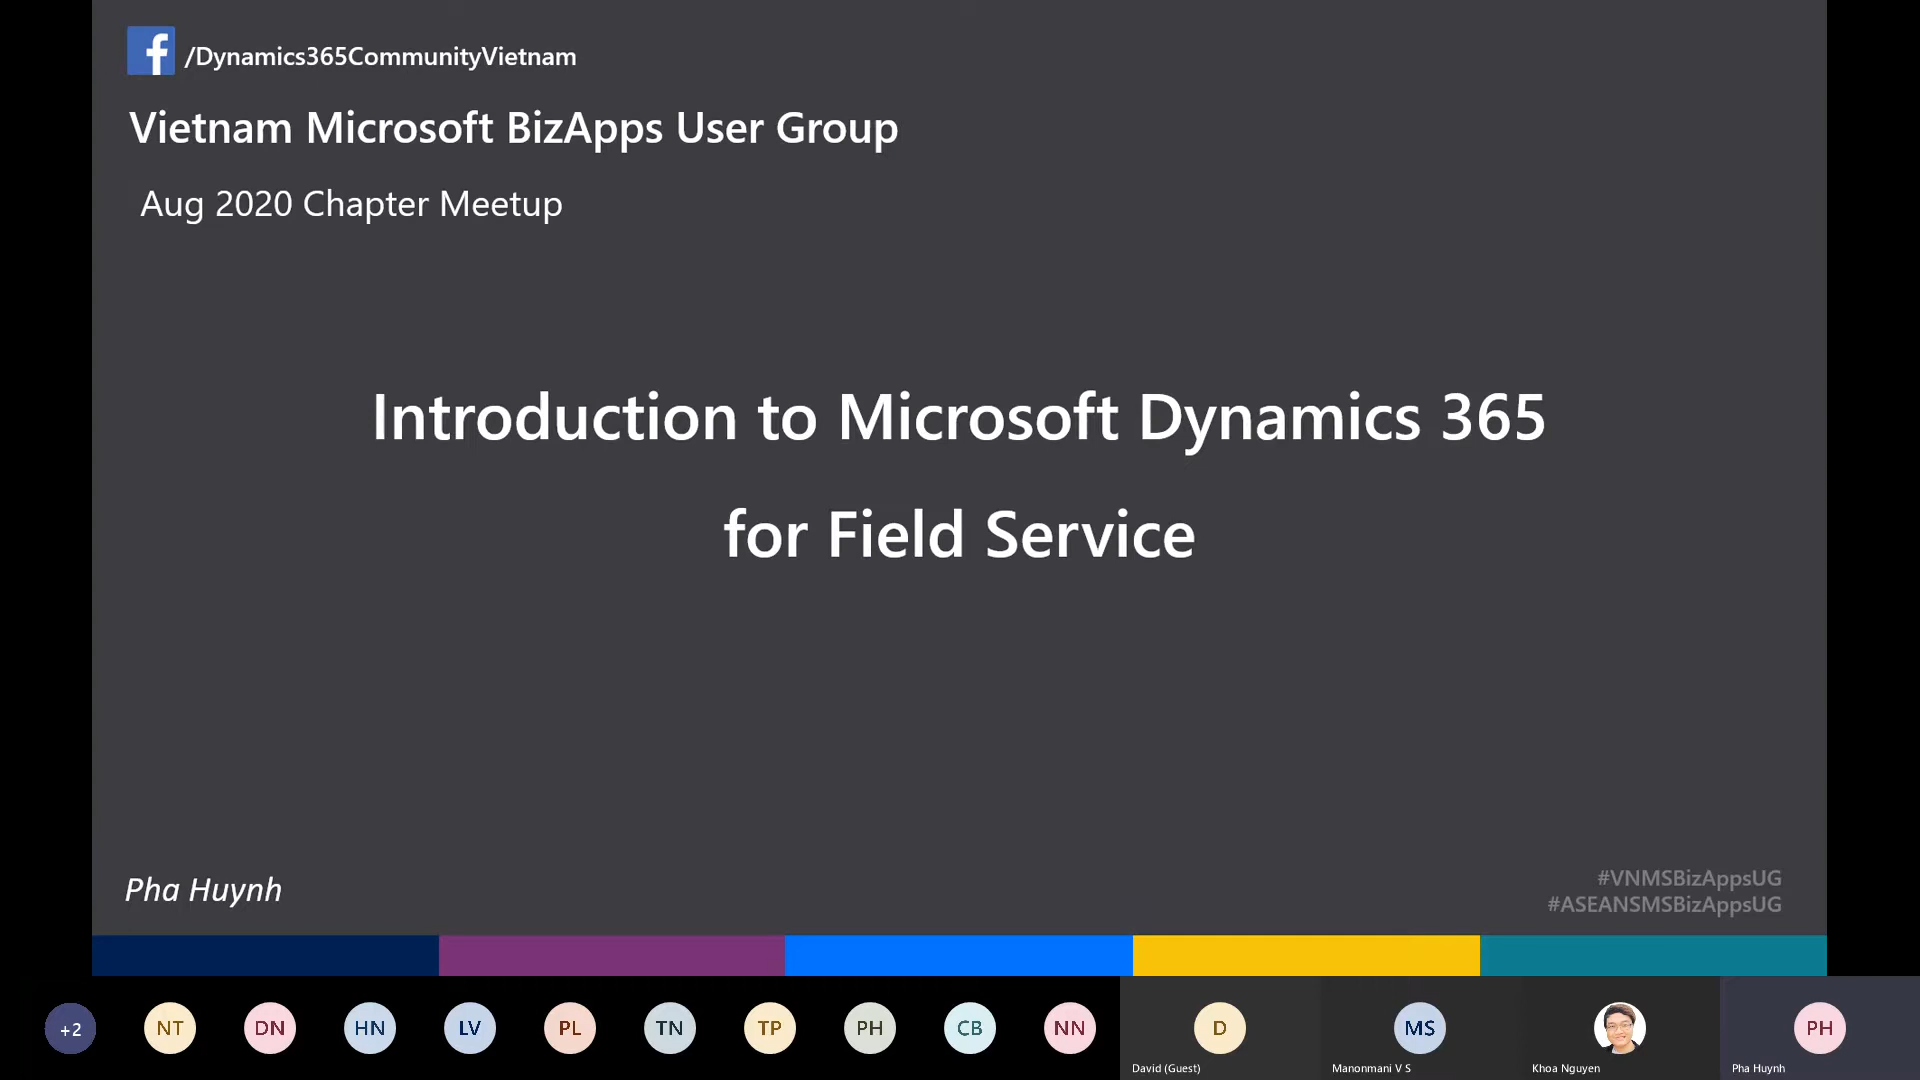 /Dynamics365CommunityVietnam
Vietnam Microsoft BizApps User Group
Aug 2020 Chapter Meetup
Introduction to Microsoft Dynamics 365
for Field Service
Pha Huynh
#VNMSBizAppsUG
#ASEANSMSBizAppsUG
+2
NT
DN
HN
LV
PL
TN
TP
PH
CB
NN
D
David (Guest)
MS
Manonmani V S
Khoa Nguyen
PH
Pha Huynh